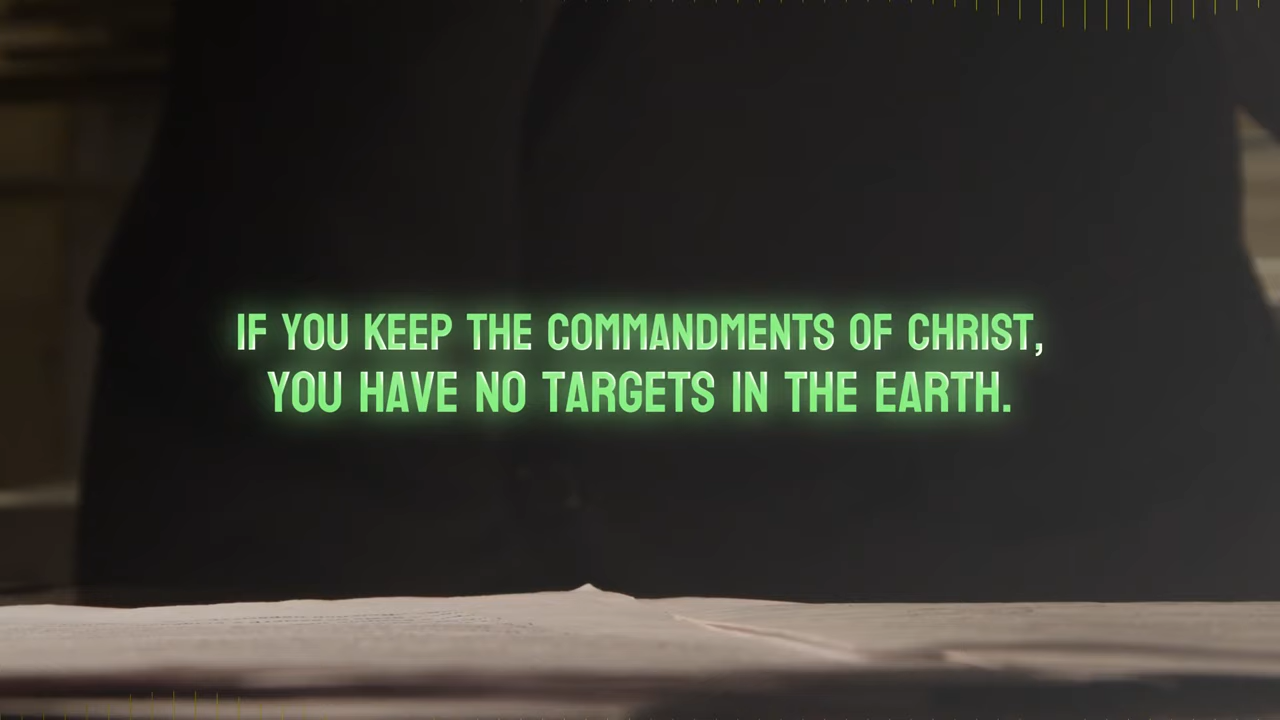 IF YOU KEEP THE COMMANDMENTS OF CHRIST,
YOU HAVE NO TARGETS IN THE EARTH.